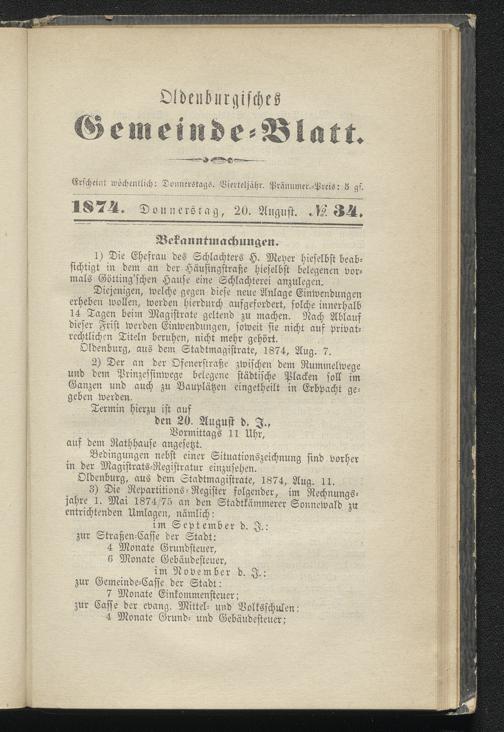 Oldenburgisches
Gemeinde-Blatt.
Erscheint wöchentlich: Donnerstags. Vierteljähr. Pränumer.-Preis: 5 gf.
1874. Donnerstag, 20. August. № 34.
Bekanntmachungen.
1) Die Ehefrau des Schlachters H. Meyer hieselbst beab-
sichtigt in dem an der Häusingstraße hieselbst belegenen vor-
mals Götting'schen Hause eine Schlachterei anzulegen.
Diejenigen, welche gegen diese neue Anlage Einwendungen
erheben wollen, werden hierdurch aufgefordert, solche innerhalb
14 Tagen beim Magistrate geltend zu machen. Nach Ablauf
dieser Frist werden Einwendungen, soweit sie nicht auf privat-
rechtlichen Titeln beruhen, nicht mehr gehört.
Oldenburg, aus dem Stadtmagistrate, 1874, Aug. 7.
2) Der an der Ofenerstraße zwischen dem Rummelwege
und dem Prinzessinwege belegene städtische Placken soll im
Ganzen und auch zu Bauplätzen eingetheilt in Erbpacht ge-
geben werden.
Termin hierzu ist auf
den 20. August d. J.,
Vormittags 11 Uhr,
auf dem Rathhause angesetzt.
Bedingungen nebst einer Situationszeichnung sind vorher
in der Magistrats-Registratur einzusehen.
Oldenburg, aus dem Stadtmagistrate, 1874, Aug. 11.
3) Die Repartitions-Register folgender, im Rechnungs-
jahre 1. Mai 1874/75 an den Stadtkämmerer Sonnewald zu
entrichtenden Umlagen, nämlich:
im September d. J.:
zur Straßen-Casse der Stadt:
4 Monate Grundsteuer,
6 Monate Gebäudesteuer,
im November d. J.:
zur Gemeinde-Casse der Stadt:
7 Monate Einkommensteuer;
zur Casse der evang. Mittel- und Volksschulen:
4 Monate Grund- und Gebäudesteuer;